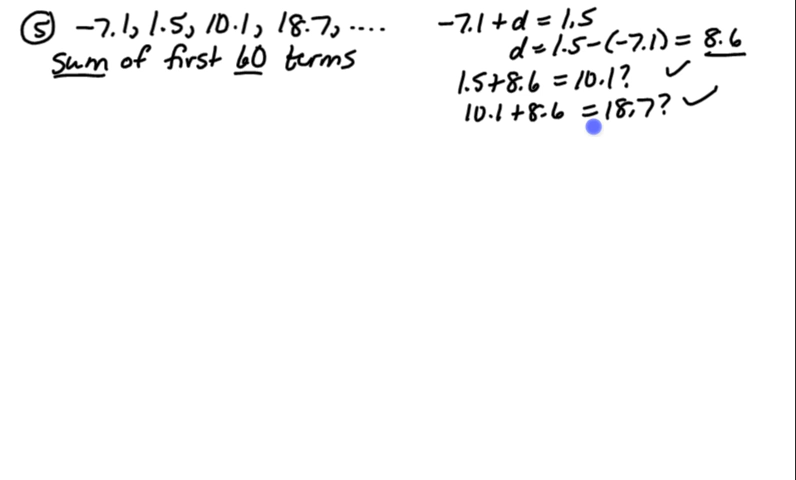 ⑤ -7.1, 1.5, 10.1, 18.7, ....
Sum of first 60 terms
-7.1 + d = 1.5
d = 1.5 - (-7.1) = 8.6
1.5 + 8.6 = 10.1? ✓
10.1 + 8.6 = 18.7? ✓